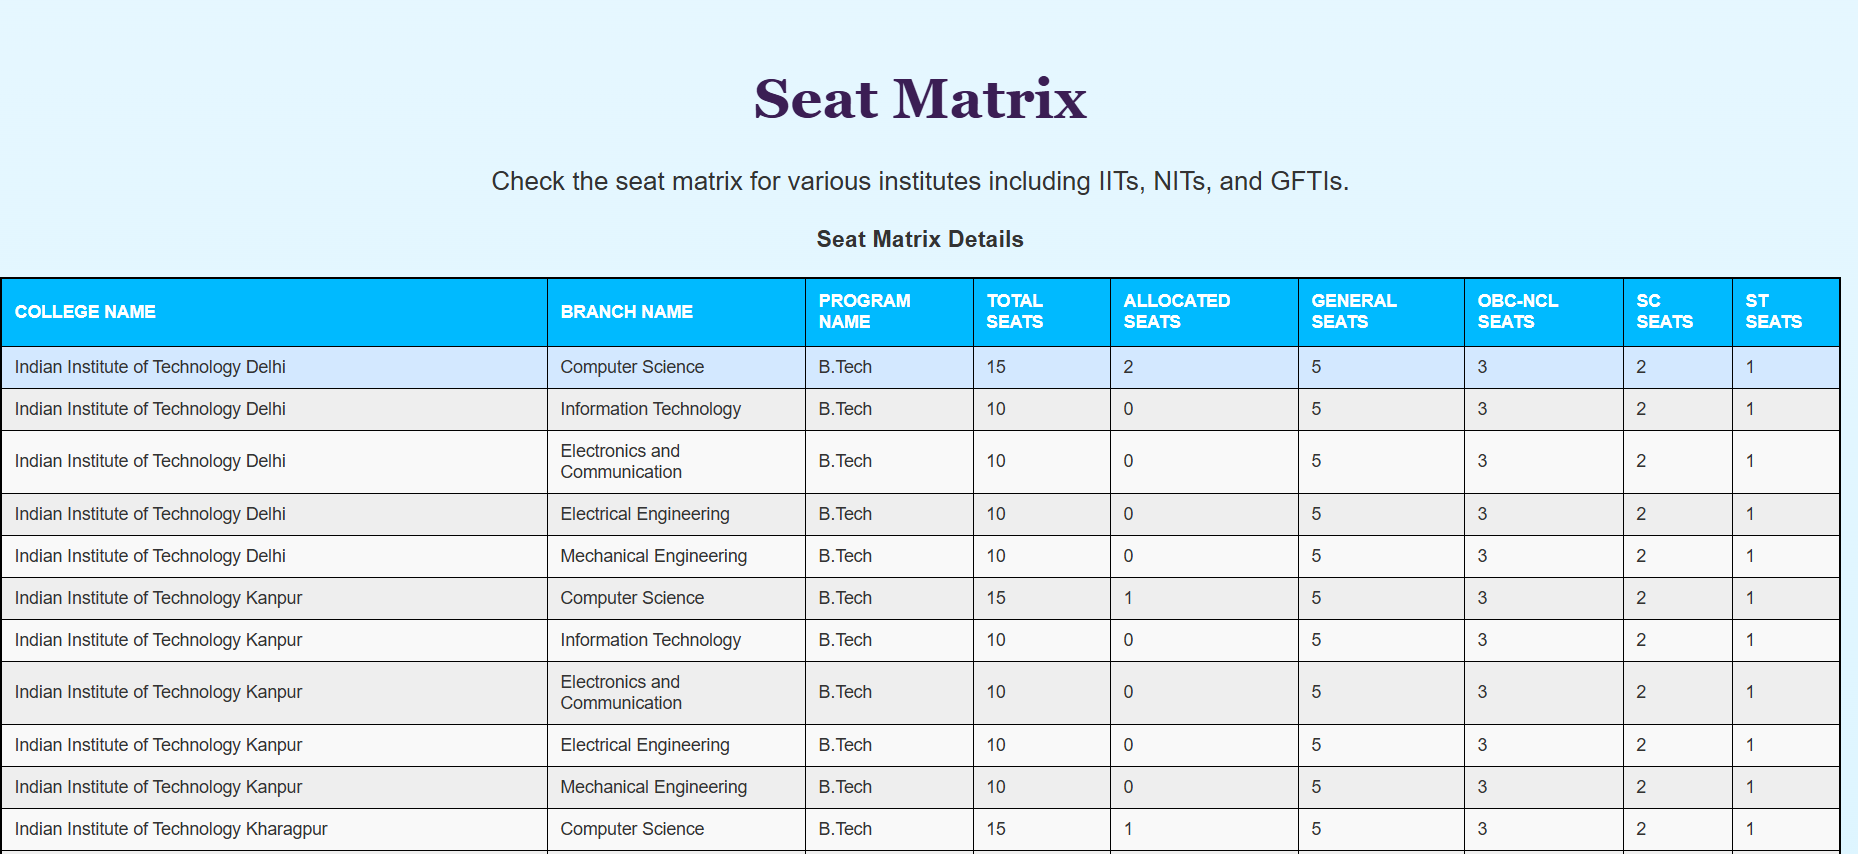 Seat Matrix
Check the seat matrix for various institutes including IITs, NITs, and GFTIs.
Seat Matrix Details
COLLEGE NAME BRANCH NAME PROGRAM NAME TOTAL SEATS ALLOCATED SEATS GENERAL SEATS OBC-NCL SEATS SC SEATS ST SEATS
Indian Institute of Technology Delhi Computer Science B.Tech 15 2 5 3 2 1
Indian Institute of Technology Delhi Information Technology B.Tech 10 0 5 3 2 1
Indian Institute of Technology Delhi Electronics and Communication B.Tech 10 0 5 3 2 1
Indian Institute of Technology Delhi Electrical Engineering B.Tech 10 0 5 3 2 1
Indian Institute of Technology Delhi Mechanical Engineering B.Tech 10 0 5 3 2 1
Indian Institute of Technology Kanpur Computer Science B.Tech 15 1 5 3 2 1
Indian Institute of Technology Kanpur Information Technology B.Tech 10 0 5 3 2 1
Indian Institute of Technology Kanpur Electronics and Communication B.Tech 10 0 5 3 2 1
Indian Institute of Technology Kanpur Electrical Engineering B.Tech 10 0 5 3 2 1
Indian Institute of Technology Kanpur Mechanical Engineering B.Tech 10 0 5 3 2 1
Indian Institute of Technology Kharagpur Computer Science B.Tech 15 1 5 3 2 1